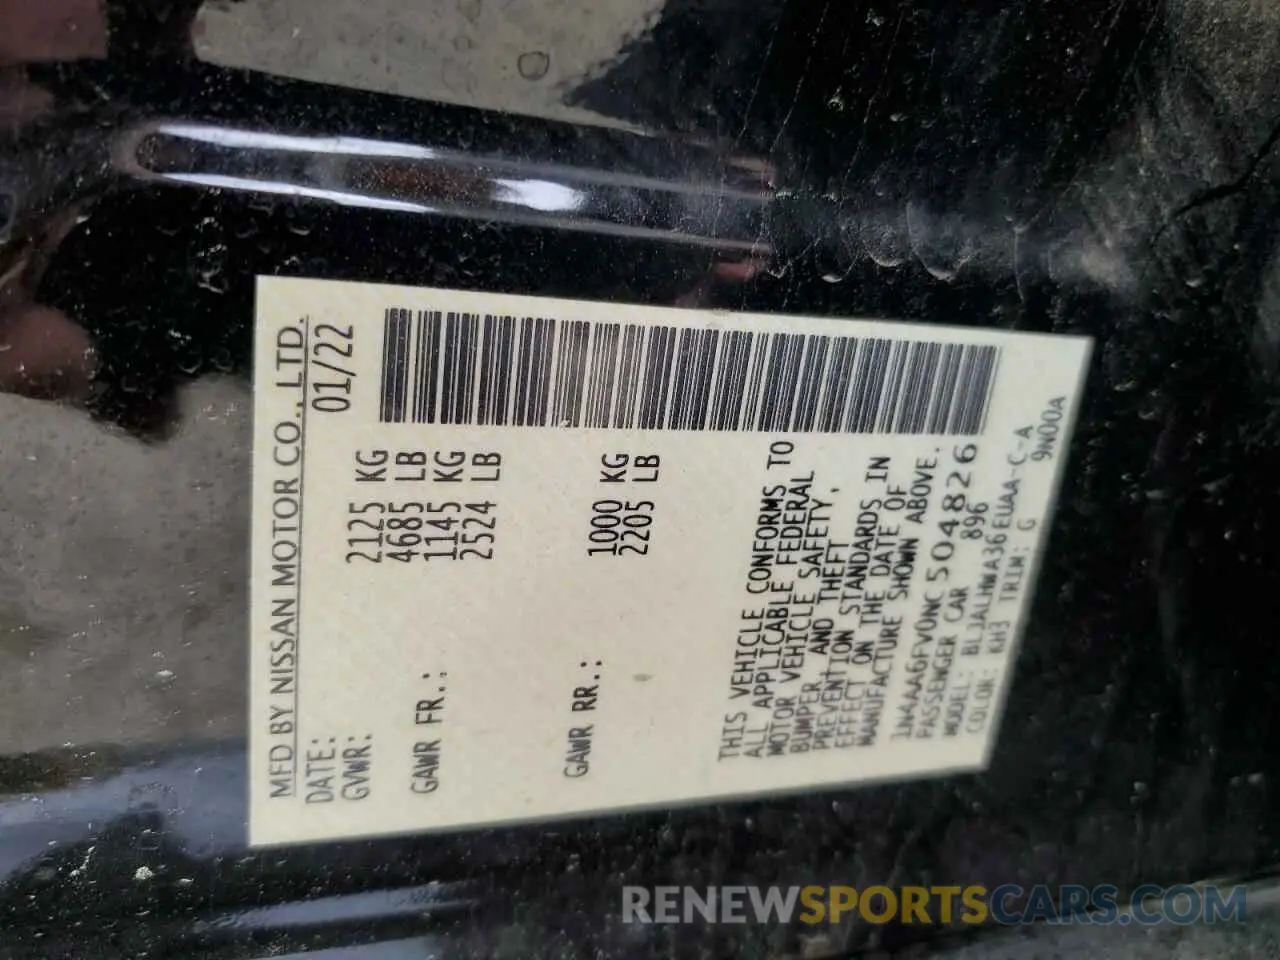 MFD BY NISSAN MOTOR CO., LTD.
DATE: 01/22
GVWR: 2125 KG
4685 LB
GAWR FR.: 1145 KG
2524 LB
GAWR RR.: 1000 KG
2205 LB
THIS VEHICLE CONFORMS TO
ALL APPLICABLE FEDERAL
MOTOR VEHICLE SAFETY,
BUMPER, AND THEFT
PREVENTION STANDARDS IN
EFFECT ON THE DATE OF
MANUFACTURE SHOWN ABOVE.
1N4AA6FV0NC504826
PASSENGER CAR 896
MODEL: BLJALHWA36EUAA-C-A
COLOR: KH3 TRIM: G 9N00A
RENEWSPORTSCARS.COM